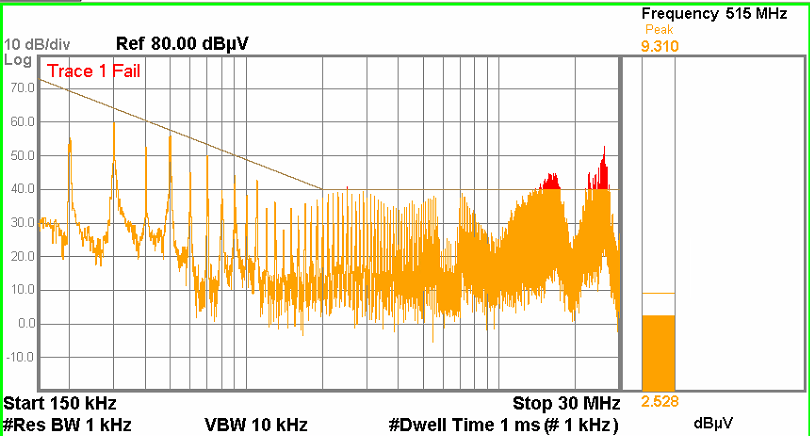 Frequency 515 MHz
Peak
9.310
10 dB/div Ref 80.00 dBµV
Log
Trace 1 Fail
70.0
60.0
50.0
40.0
30.0
20.0
10.0
0.0
-10.0
Start 150 kHz Stop 30 MHz
2.528
#Res BW 1 kHz VBW 10 kHz #Dwell Time 1 ms (# 1 kHz) dBµV